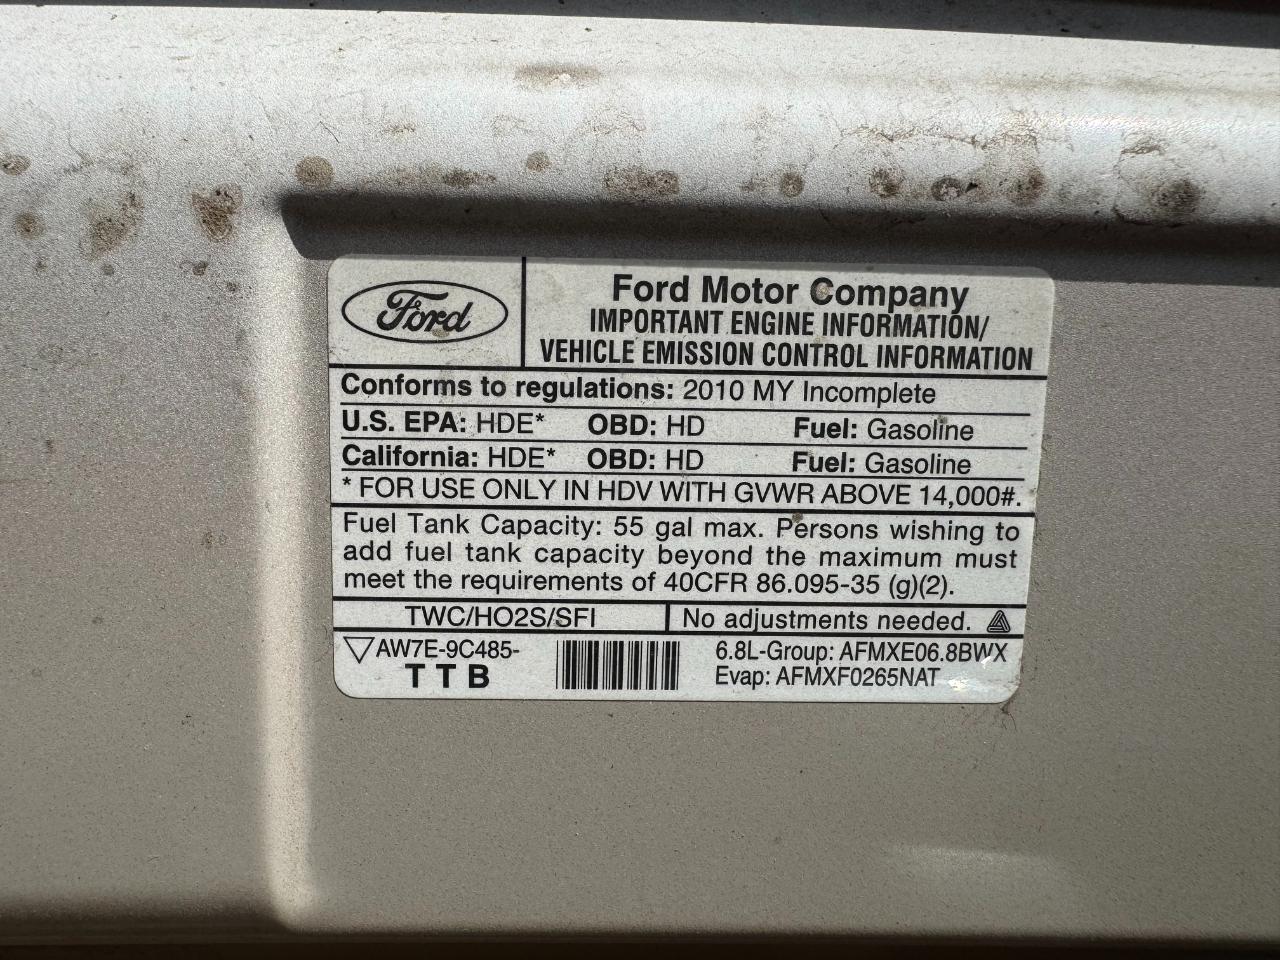 Ford
Ford Motor Company
IMPORTANT ENGINE INFORMATION/
VEHICLE EMISSION CONTROL INFORMATION
Conforms to regulations: 2010 MY Incomplete
U.S. EPA: HDE* OBD: HD Fuel: Gasoline
California: HDE* OBD: HD Fuel: Gasoline
* FOR USE ONLY IN HDV WITH GVWR ABOVE 14,000#.
Fuel Tank Capacity: 55 gal max. Persons wishing to
add fuel tank capacity beyond the maximum must
meet the requirements of 40CFR 86.095-35 (g)(2).
TWC/HO2S/SFI No adjustments needed.
AW7E-9C485-
TTB
6.8L-Group: AFMXE06.8BWX
Evap: AFMXF0265NAT